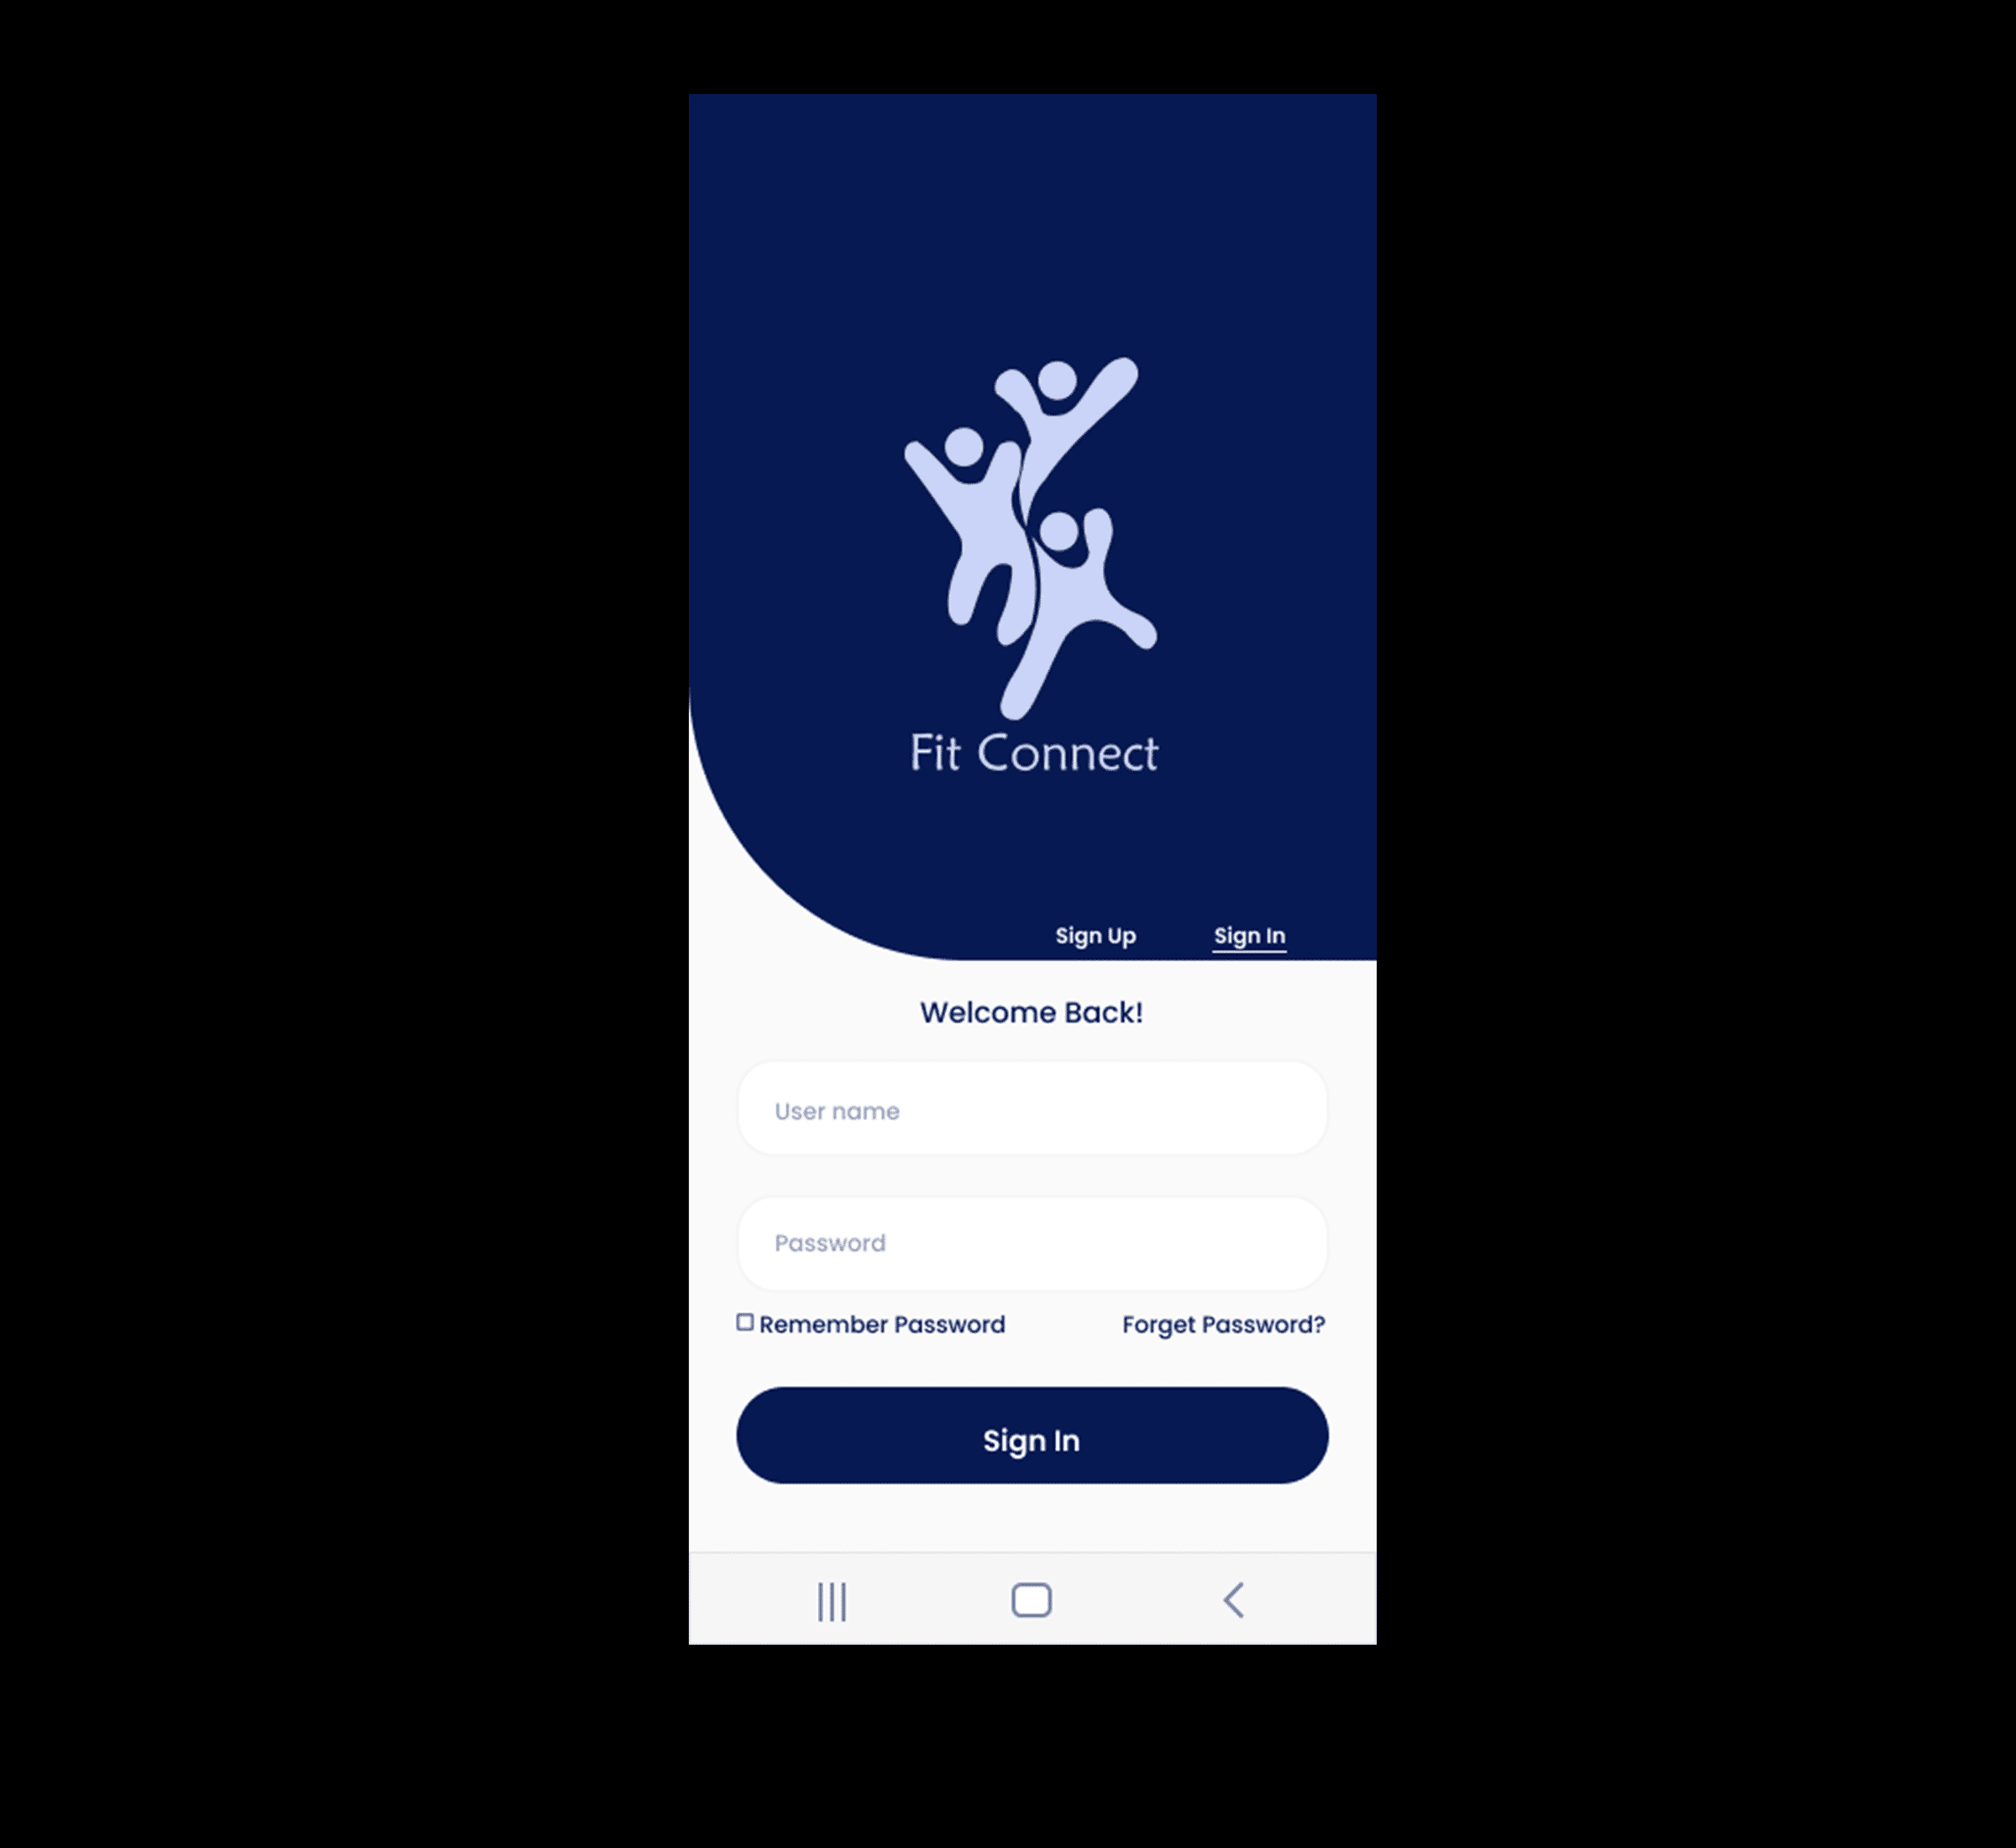 Fit Connect
Sign Up Sign In
Welcome Back!
User name
Password
Remember Password Forget Password?
Sign In